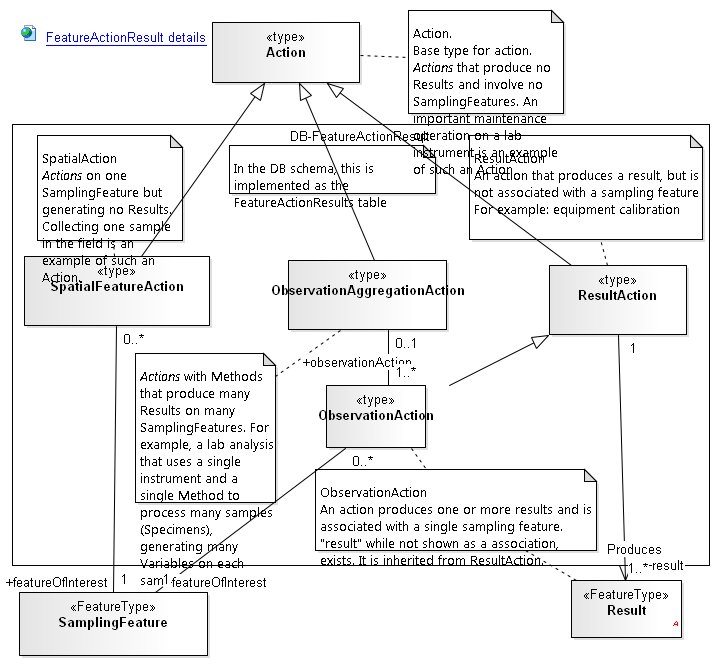 FeatureActionResult details
«type»
Action
Action.
Base type for action.
Actions that produce no
Results and involve no
SamplingFeatures. An
important maintenance
operation on a lab
instrument is an example
of such an Action
DB-FeatureActionResult
In the DB schema, this is
implemented as the
FeatureActionResults table
SpatialAction
Actions on one
SamplingFeature but
generating no Results.
Collecting one sample
in the field is an
example of such an
Action.
ResultAction
An action that produces a result, but is
not associated with a sampling feature
For example: equipment calibration
«type»
SpatialFeatureAction
«type»
ObservationAggregationAction
«type»
ResultAction
0..*
0..1
+observationAction
1..*
1
Actions with Methods
that produce many
Results on many
SamplingFeatures. For
example, a lab analysis
that uses a single
instrument and a
single Method to
process many samples
(Specimens),
generating many
Variables on each
sam
«type»
ObservationAction
0..*
ObservationAction
An action produces one or more results and is
associated with a single sampling feature.
"result" while not shown as a association,
exists. It is inherited from ResultAction.
Produces
1..*
-result
+featureOfInterest
1
1
featureOfInterest
«FeatureType»
SamplingFeature
«FeatureType»
Result
A